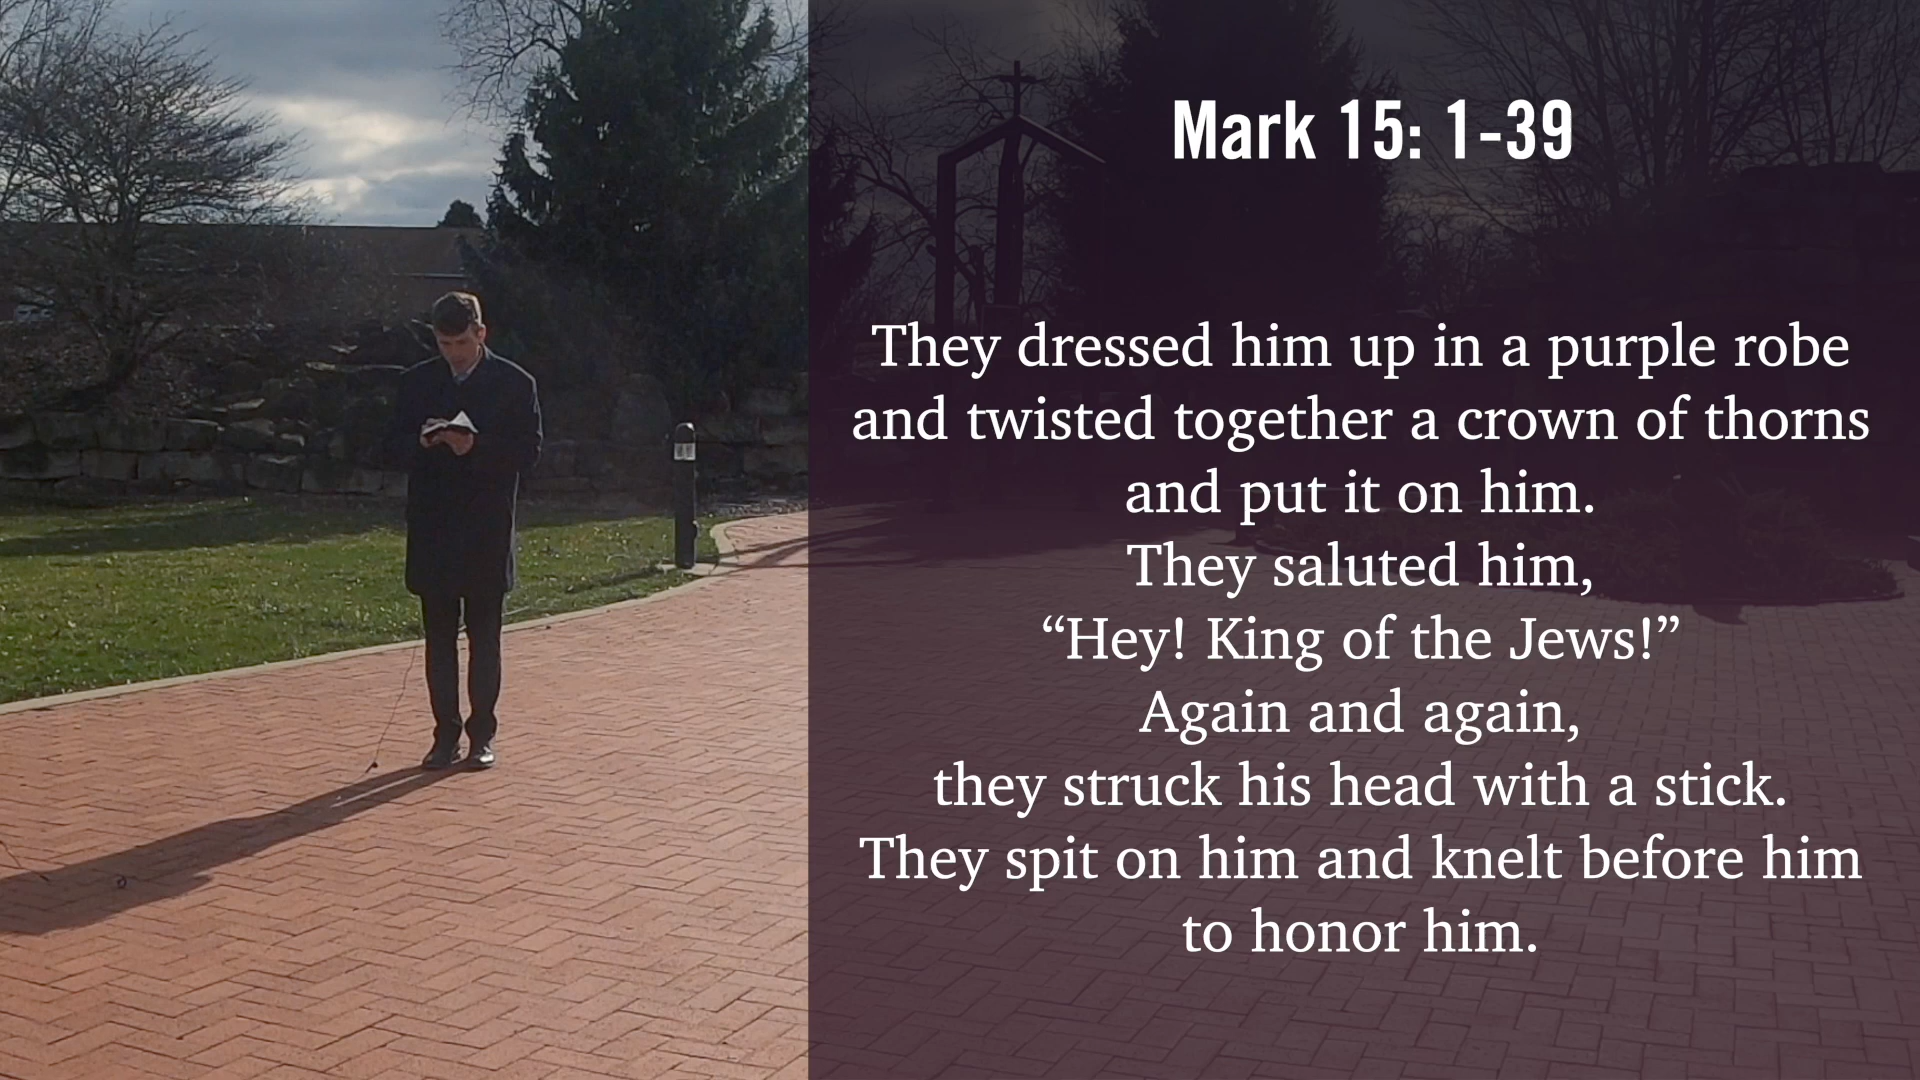 Mark 15: 1-39
They dressed him up in a purple robe
and twisted together a crown of thorns
and put it on him.
They saluted him,
“Hey! King of the Jews!”
Again and again,
they struck his head with a stick.
They spit on him and knelt before him
to honor him.